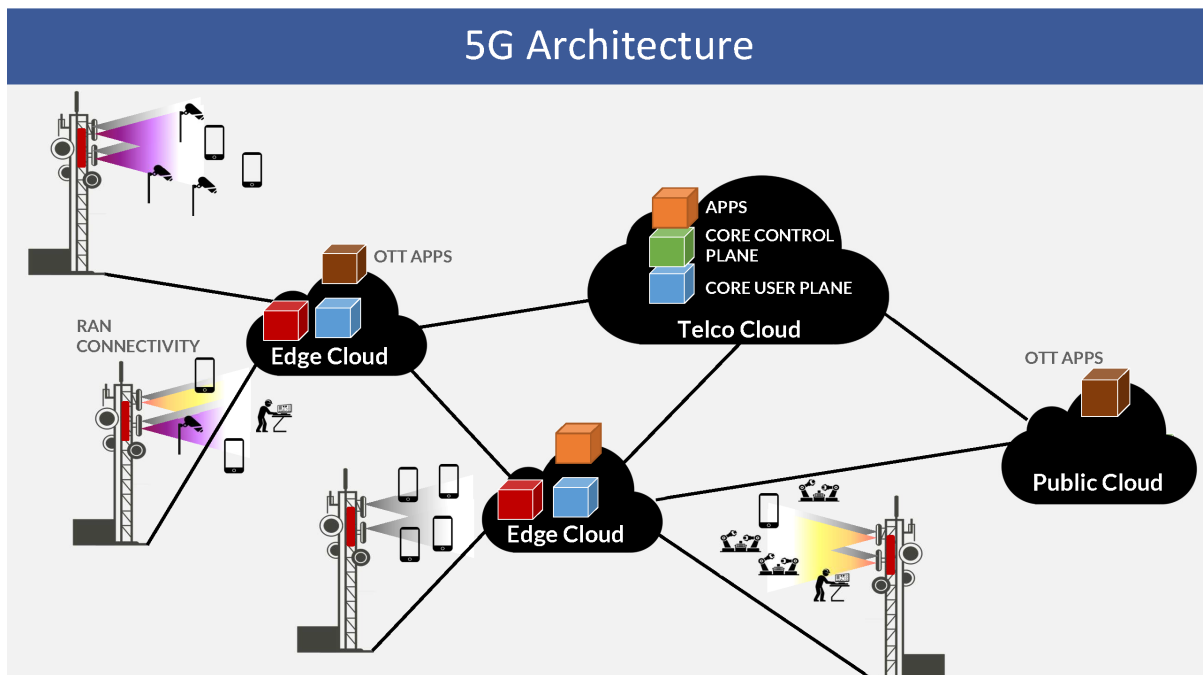 5G Architecture
APPS
CORE CONTROL
PLANE
CORE USER PLANE
Telco Cloud
OTT APPS
Edge Cloud
RAN
CONNECTIVITY
OTT APPS
Public Cloud
Edge Cloud